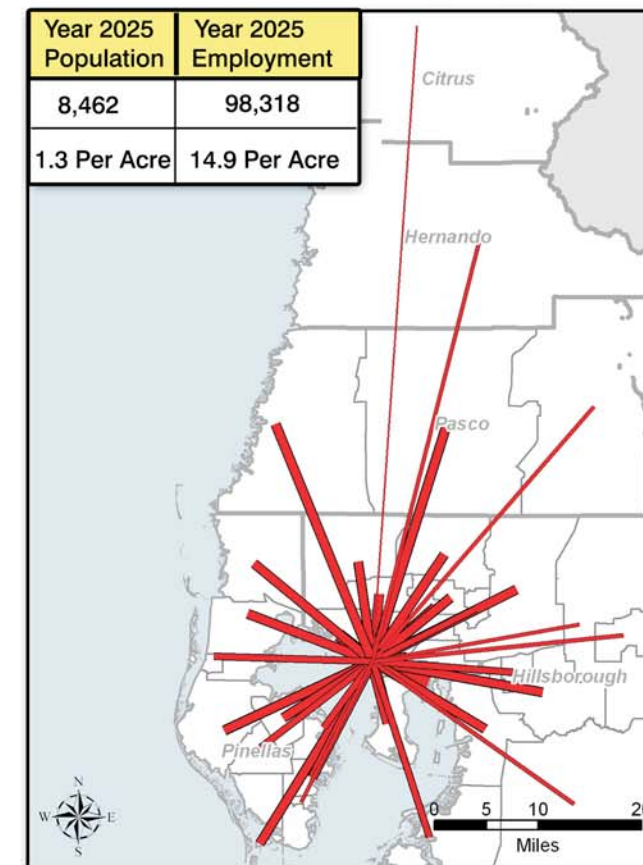 Year 2025 Year 2025
Population Employment
8,462 98,318
1.3 Per Acre 14.9 Per Acre
Citrus
Hernando
Pasco
Hillsborough
Pinellas
N
W E
S
0 5 10 20
Miles